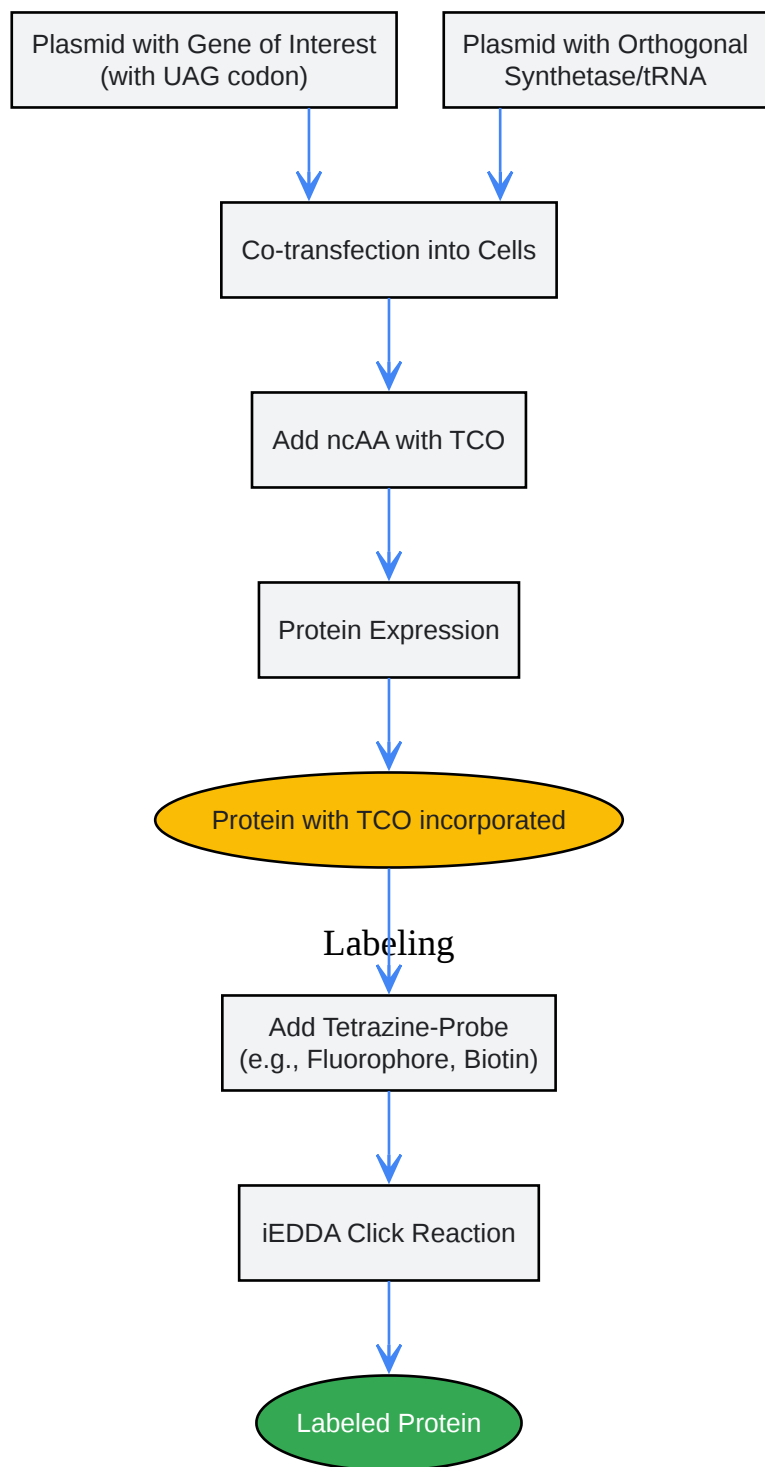 Plasmid with Gene of Interest
(with UAG codon)
Plasmid with Orthogonal
Synthetase/tRNA
Co-transfection into Cells
Add ncAA with TCO
Protein Expression
Protein with TCO incorporated
Labeling
Add Tetrazine-Probe
(e.g., Fluorophore, Biotin)
iEDDA Click Reaction
Labeled Protein